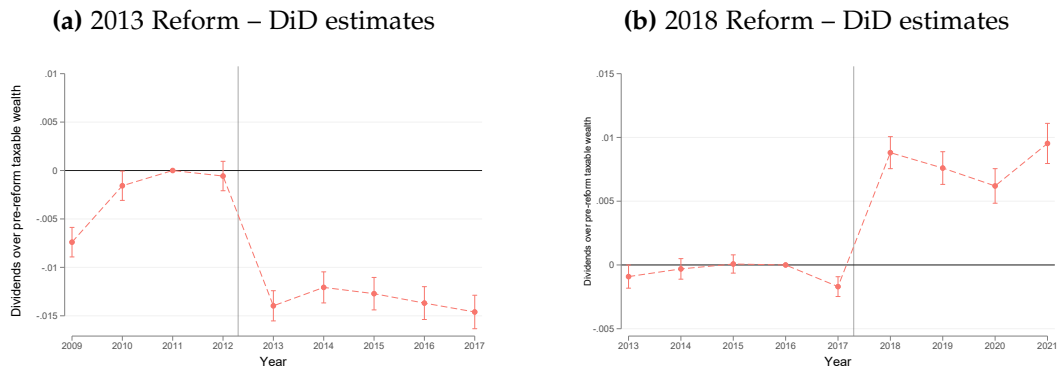 (a) 2013 Reform – DiD estimates
Dividends over pre-reform taxable wealth
.01
.005
0
-.005
-.01
-.015
2009 2010 2011 2012 2013 2014 2015 2016 2017
Year
(b) 2018 Reform – DiD estimates
Dividends over pre-reform taxable wealth
.015
.01
.005
0
-.005
2013 2014 2015 2016 2017 2018 2019 2020 2021
Year